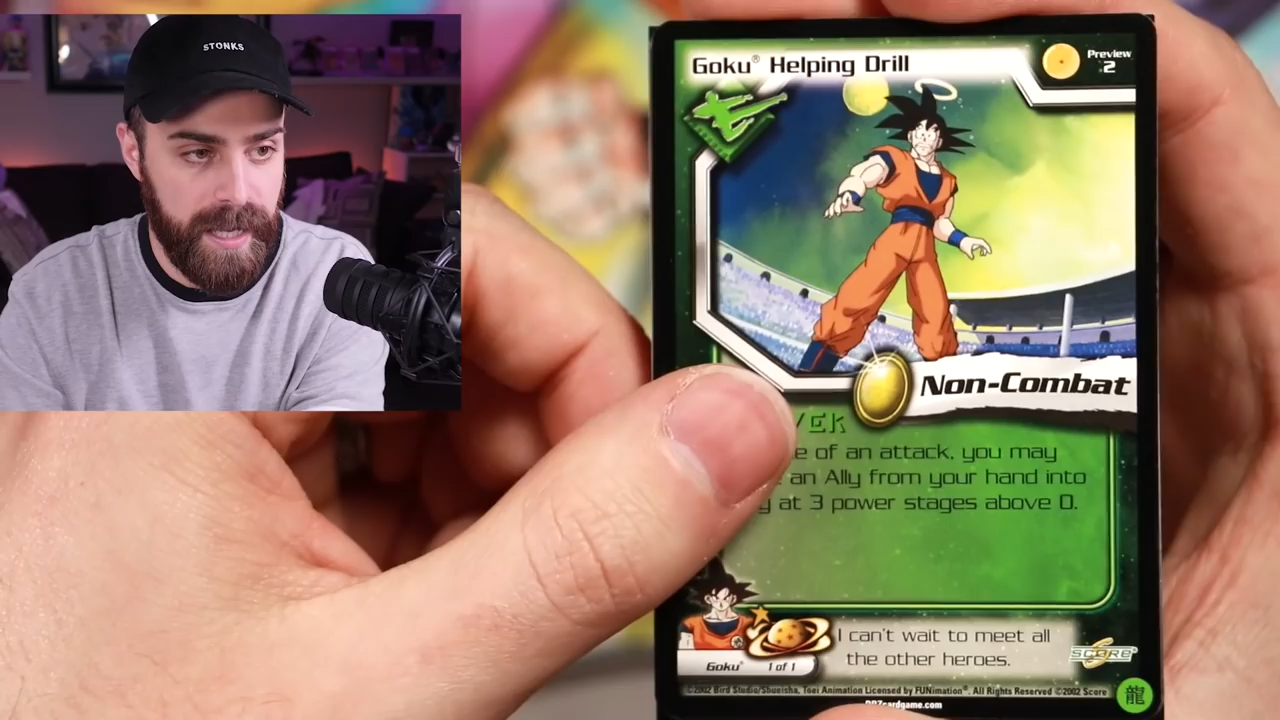 STONKS
Goku® Helping Drill
Preview
2
Non-Combat
of an attack, you may
an Ally from your hand into
at 3 power stages above 0.
I can't wait to meet all
the other heroes.
Goku®
1 of 1
SCORE
©2002 Bird Studio/Shueisha, Toei Animation Licensed by FUNimation®. All Rights Reserved ©2002 Score
DBZcardgame.com
龍